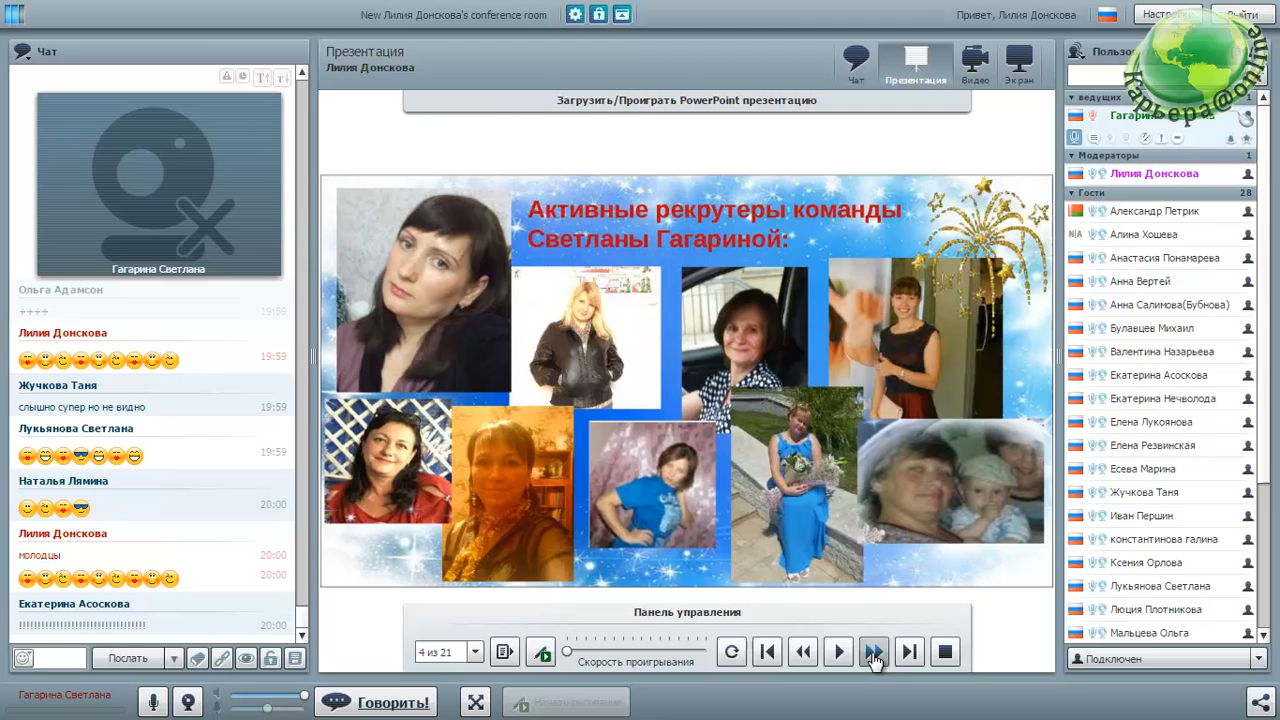 New Лилия Донскова's conference room
Привет, Лилия Донскова
Настройки
Выйти
Карьера@online
Чат
Гагарина Светлана
Ольга Адамсон
++++
19:59
Лилия Донскова
19:59
Жучкова Таня
слышно супер но не видно
19:59
Лукьянова Светлана
19:59
Наталья Лямина
20:00
Лилия Донскова
молодцы
20:00
20:00
Екатерина Асоскова
!!!!!!!!!!!!!!!!!!!!!!!!!!!!!!!!!
20:00
Послать
Презентация
Лилия Донскова
Чат
Презентация
Видео
Экран
Загрузить/Проиграть PowerPoint презентацию
Активные рекрутеры команды
Светланы Гагариной:
Панель управления
4 из 21
Скорость проигрывания
ведущих
1
Модераторы
1
Лилия Донскова
Гости
28
Александр Петрик
N\A
Алина Хошева
Анастасия Понамарева
Анна Вертей
Анна Салимова(Бубнова)
Булавцев Михаил
Валентина Назарьева
Екатерина Асоскова
Екатерина Нечволода
Елена Лукоянова
Елена Резвинская
Есева Марина
Жучкова Таня
Иван Першин
константинова галина
Ксения Орлова
Лукьянова Светлана
Люция Плотникова
Мальцева Ольга
Подключен
Гагарина Светлана
Говорить!